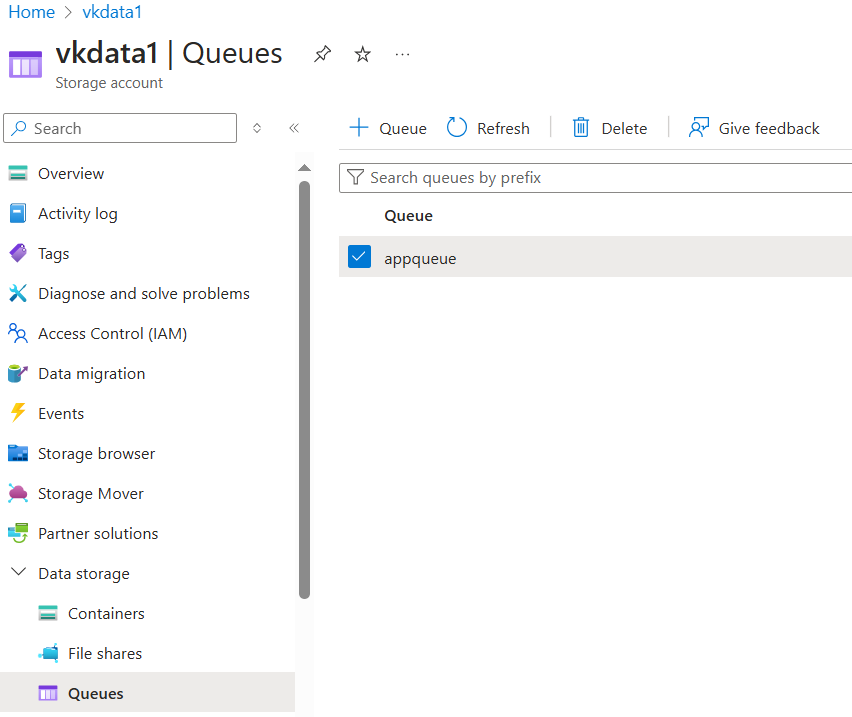 Home > vkdata1
vkdata1 | Queues
Storage account
Search
Overview
Activity log
Tags
Diagnose and solve problems
Access Control (IAM)
Data migration
Events
Storage browser
Storage Mover
Partner solutions
Data storage
Containers
File shares
Queues
Queue Refresh Delete Give feedback
Search queues by prefix
Queue
appqueue